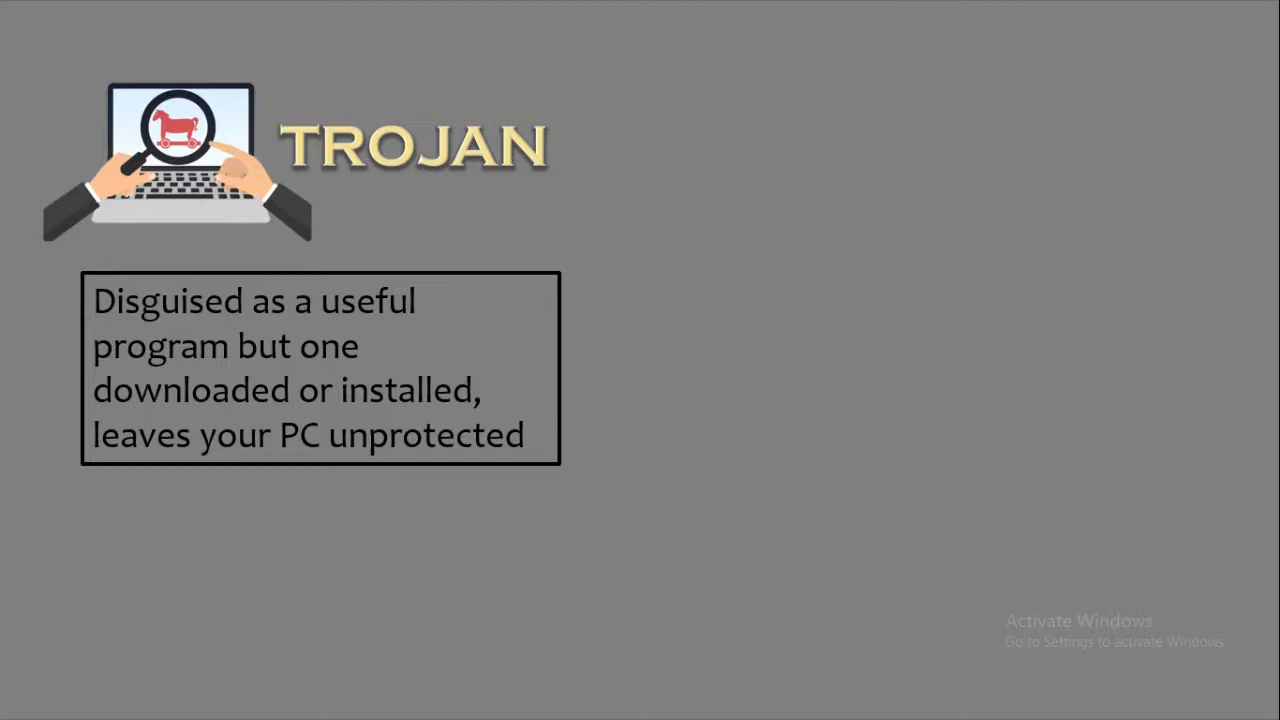 TROJAN
Disguised as a useful
program but one
downloaded or installed,
leaves your PC unprotected
Activate Windows
Go to Settings to activate Windows